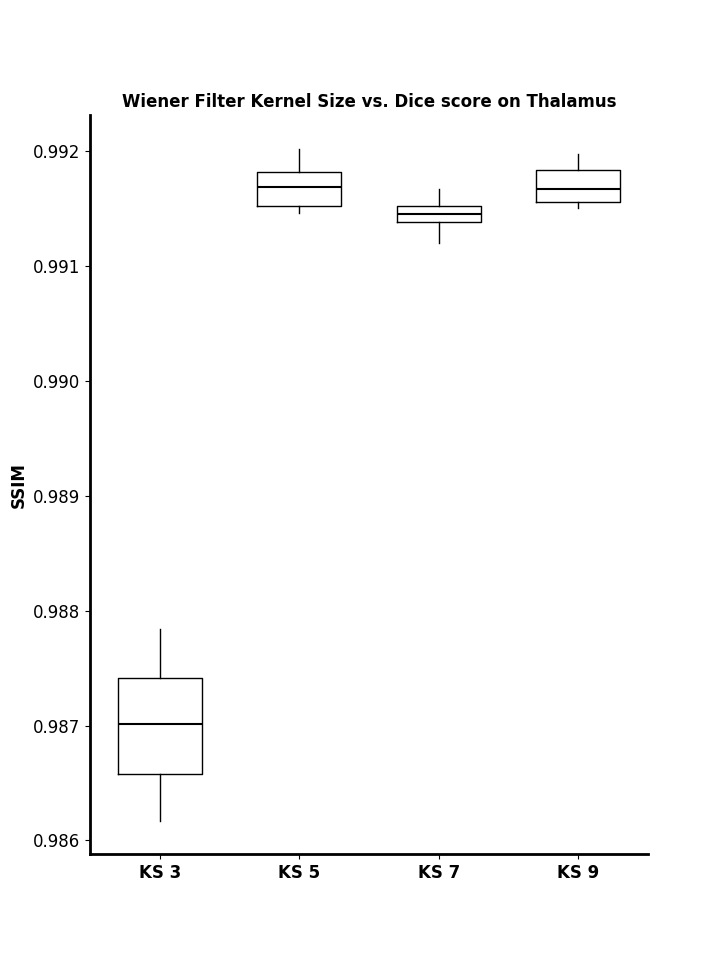 Wiener Filter Kernel Size vs. Dice score on Thalamus
0.992
0.991
0.990
0.989
SSIM
0.988
0.987
0.986
KS 3 KS 5 KS 7 KS 9